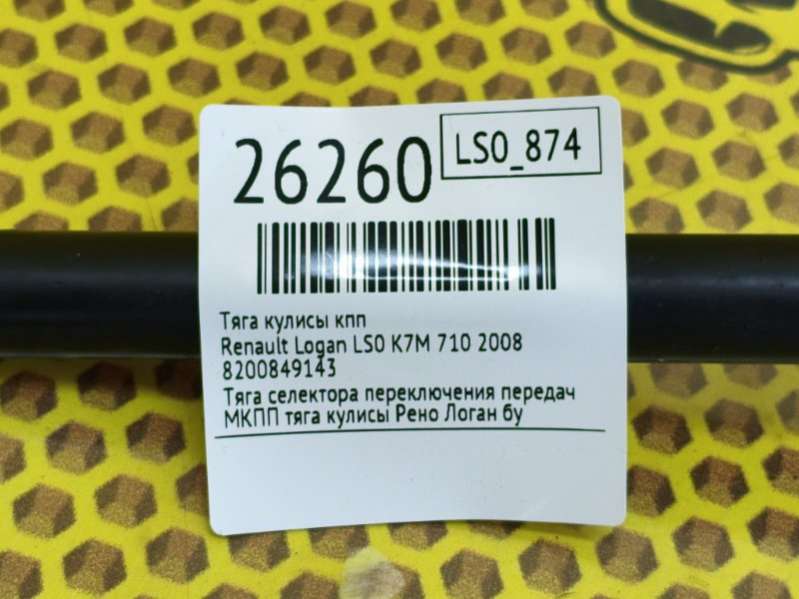 26260
LS0_874
Тяга кулисы кпп
Renault Logan LS0 K7M 710 2008
8200849143
Тяга селектора переключения передач
МКПП тяга кулисы Рено Логан бу